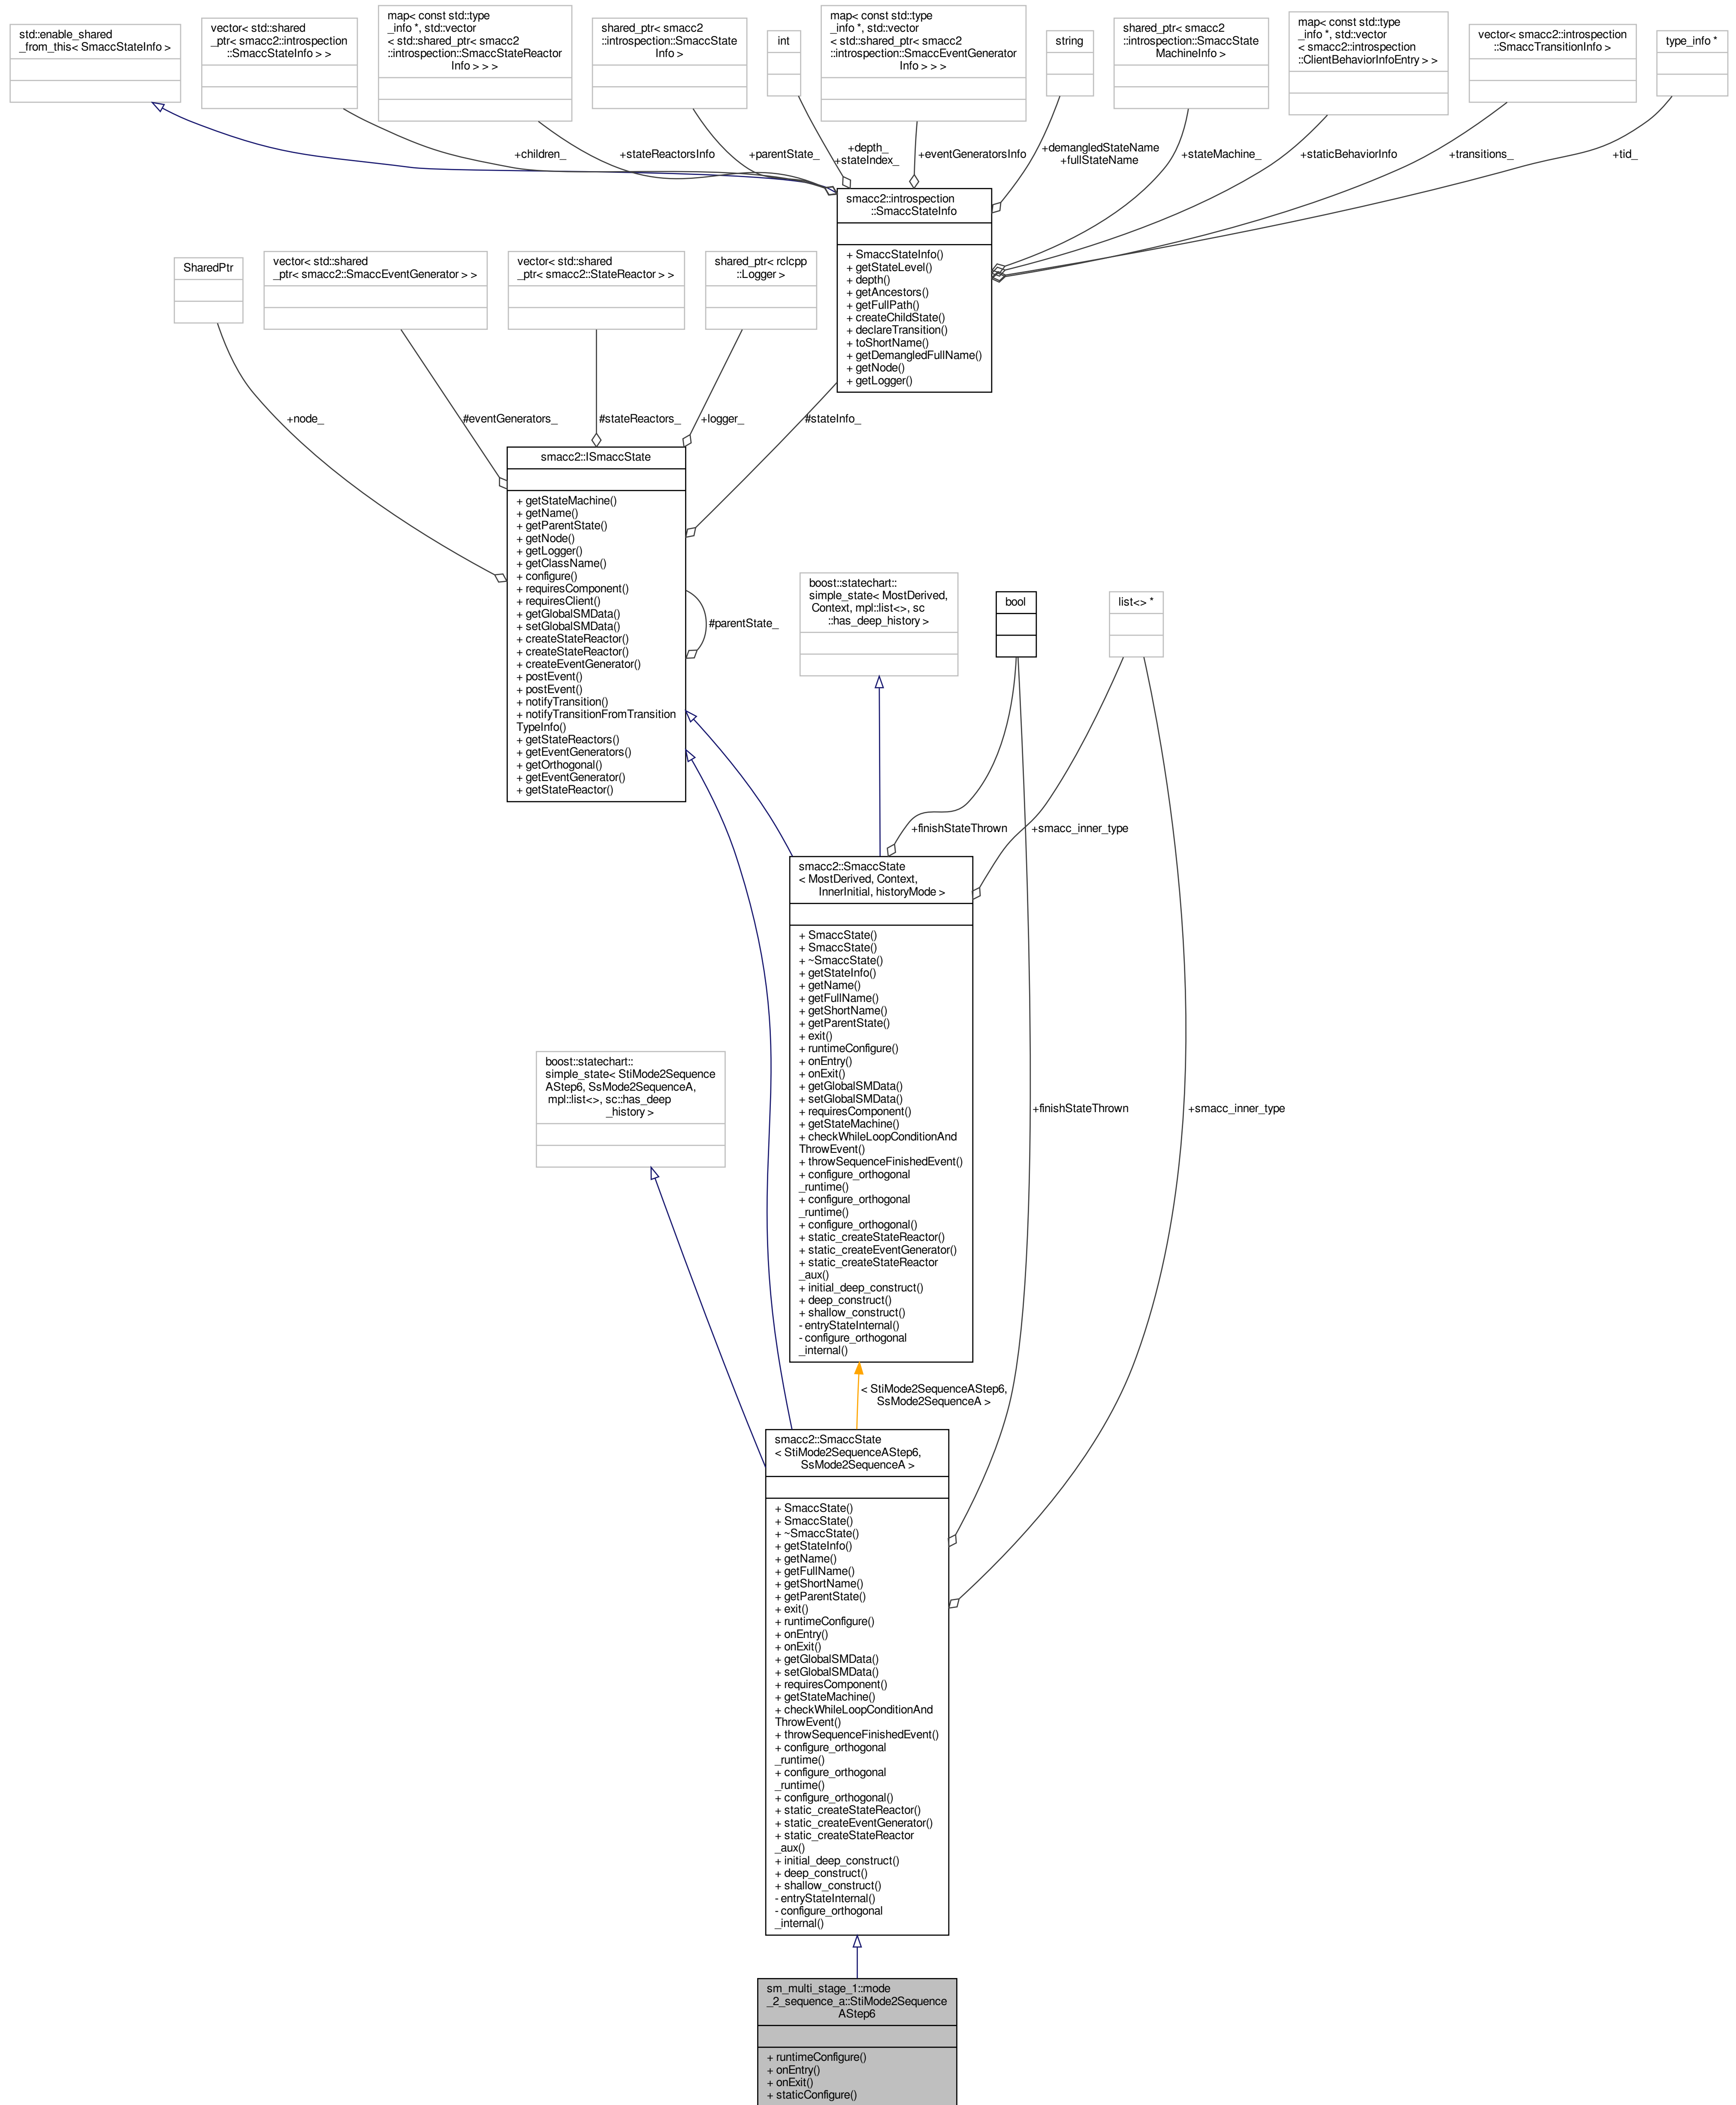 std::enable_shared
_from_this< SmaccStateInfo >
vector< std::shared
_ptr< smacc2::introspection
::SmaccStateInfo > >
map< const std::type
_info *, std::vector
< std::shared_ptr< smacc2
::introspection::SmaccStateReactor
Info > > >
shared_ptr< smacc2
::introspection::SmaccState
Info >
int
map< const std::type
_info *, std::vector
< std::shared_ptr< smacc2
::introspection::SmaccEventGenerator
Info > > >
string
shared_ptr< smacc2
::introspection::SmaccState
MachineInfo >
map< const std::type
_info *, std::vector
< smacc2::introspection
::ClientBehaviorInfoEntry > >
vector< smacc2::introspection
::SmaccTransitionInfo >
type_info *
+children_
+stateReactorsInfo
+parentState_
+depth_
+stateIndex_
+eventGeneratorsInfo
+demangledStateName
+fullStateName
+stateMachine_
+staticBehaviorInfo
+transitions_
+tid_
smacc2::introspection
::SmaccStateInfo
+ SmaccStateInfo()
+ getStateLevel()
+ depth()
+ getAncestors()
+ getFullPath()
+ createChildState()
+ declareTransition()
+ toShortName()
+ getDemangledFullName()
+ getNode()
+ getLogger()
SharedPtr
vector< std::shared
_ptr< smacc2::SmaccEventGenerator > >
vector< std::shared
_ptr< smacc2::StateReactor > >
shared_ptr< rclcpp
::Logger >
+node_
#eventGenerators_
#stateReactors_
+logger_
#stateInfo_
smacc2::ISmaccState
+ getStateMachine()
+ getName()
+ getParentState()
+ getNode()
+ getLogger()
+ getClassName()
+ configure()
+ requiresComponent()
+ requiresClient()
+ getGlobalSMData()
+ setGlobalSMData()
+ createStateReactor()
+ createStateReactor()
+ createEventGenerator()
+ postEvent()
+ postEvent()
+ notifyTransition()
+ notifyTransitionFromTransition
TypeInfo()
+ getStateReactors()
+ getEventGenerators()
+ getOrthogonal()
+ getEventGenerator()
+ getStateReactor()
#parentState_
boost::statechart::
simple_state< MostDerived,
Context, mpl::list<>, sc
::has_deep_history >
bool
list<> *
+finishStateThrown
+smacc_inner_type
smacc2::SmaccState
< MostDerived, Context,
InnerInitial, historyMode >
+ SmaccState()
+ SmaccState()
+ ~SmaccState()
+ getStateInfo()
+ getName()
+ getFullName()
+ getShortName()
+ getParentState()
+ exit()
+ runtimeConfigure()
+ onEntry()
+ onExit()
+ getGlobalSMData()
+ setGlobalSMData()
+ requiresComponent()
+ getStateMachine()
+ checkWhileLoopConditionAnd
ThrowEvent()
+ throwSequenceFinishedEvent()
+ configure_orthogonal
_runtime()
+ configure_orthogonal
_runtime()
+ configure_orthogonal()
+ static_createStateReactor()
+ static_createEventGenerator()
+ static_createStateReactor
_aux()
+ initial_deep_construct()
+ deep_construct()
+ shallow_construct()
- entryStateInternal()
- configure_orthogonal
_internal()
boost::statechart::
simple_state< StiMode2Sequence
AStep6, SsMode2SequenceA,
mpl::list<>, sc::has_deep
_history >
+finishStateThrown
+smacc_inner_type
< StiMode2SequenceAStep6,
SsMode2SequenceA >
smacc2::SmaccState
< StiMode2SequenceAStep6,
SsMode2SequenceA >
+ SmaccState()
+ SmaccState()
+ ~SmaccState()
+ getStateInfo()
+ getName()
+ getFullName()
+ getShortName()
+ getParentState()
+ exit()
+ runtimeConfigure()
+ onEntry()
+ onExit()
+ getGlobalSMData()
+ setGlobalSMData()
+ requiresComponent()
+ getStateMachine()
+ checkWhileLoopConditionAnd
ThrowEvent()
+ throwSequenceFinishedEvent()
+ configure_orthogonal
_runtime()
+ configure_orthogonal
_runtime()
+ configure_orthogonal()
+ static_createStateReactor()
+ static_createEventGenerator()
+ static_createStateReactor
_aux()
+ initial_deep_construct()
+ deep_construct()
+ shallow_construct()
- entryStateInternal()
- configure_orthogonal
_internal()
sm_multi_stage_1::mode
_2_sequence_a::StiMode2Sequence
AStep6
+ runtimeConfigure()
+ onEntry()
+ onExit()
+ staticConfigure()